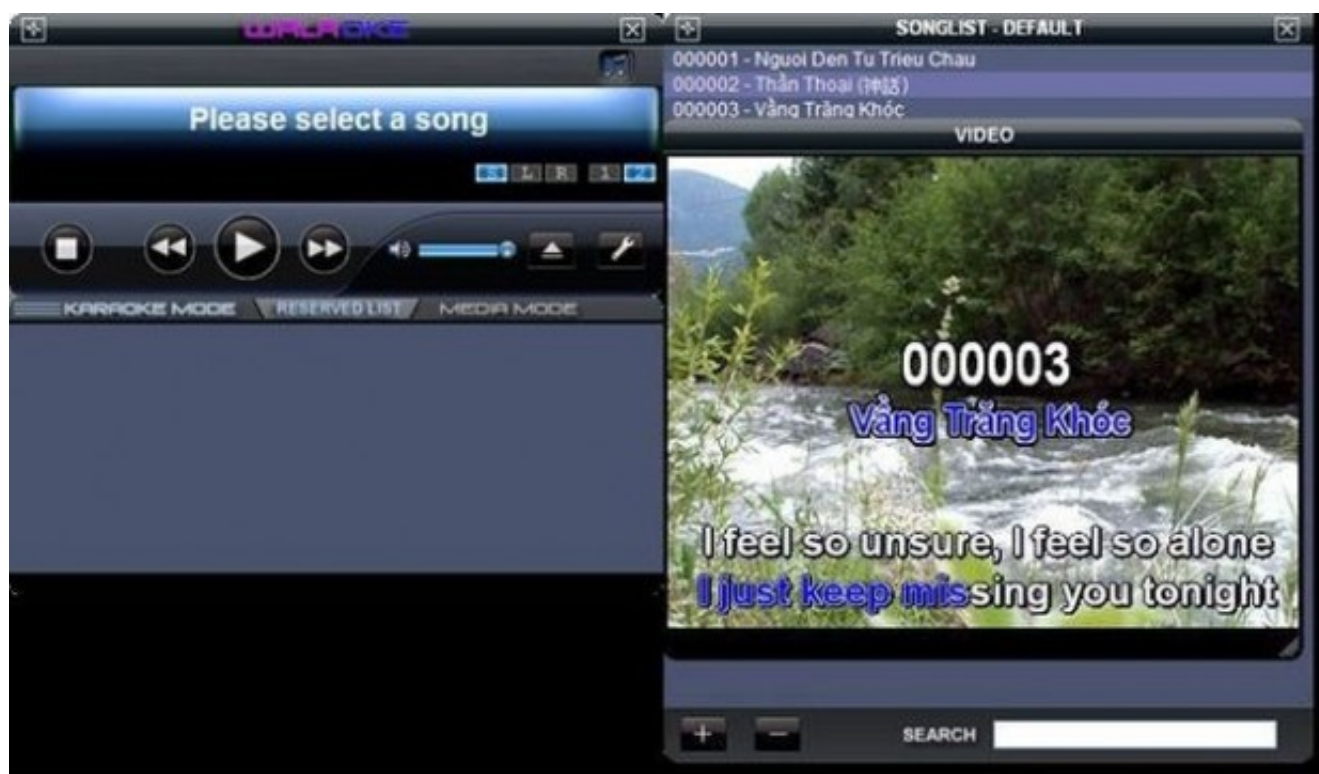 WALAOKE
Please select a song
S L R 1 2
KARAOKE MODE
RESERVED LIST
MEDIA MODE
SONGLIST - DEFAULT
000001 - Nguoi Den Tu Trieu Chau
000002 - Thần Thoại (神話)
000003 - Vầng Trăng Khóc
VIDEO
000003
Vầng Trăng Khóc
I feel so unsure, I feel so alone
I just keep missing you tonight
SEARCH